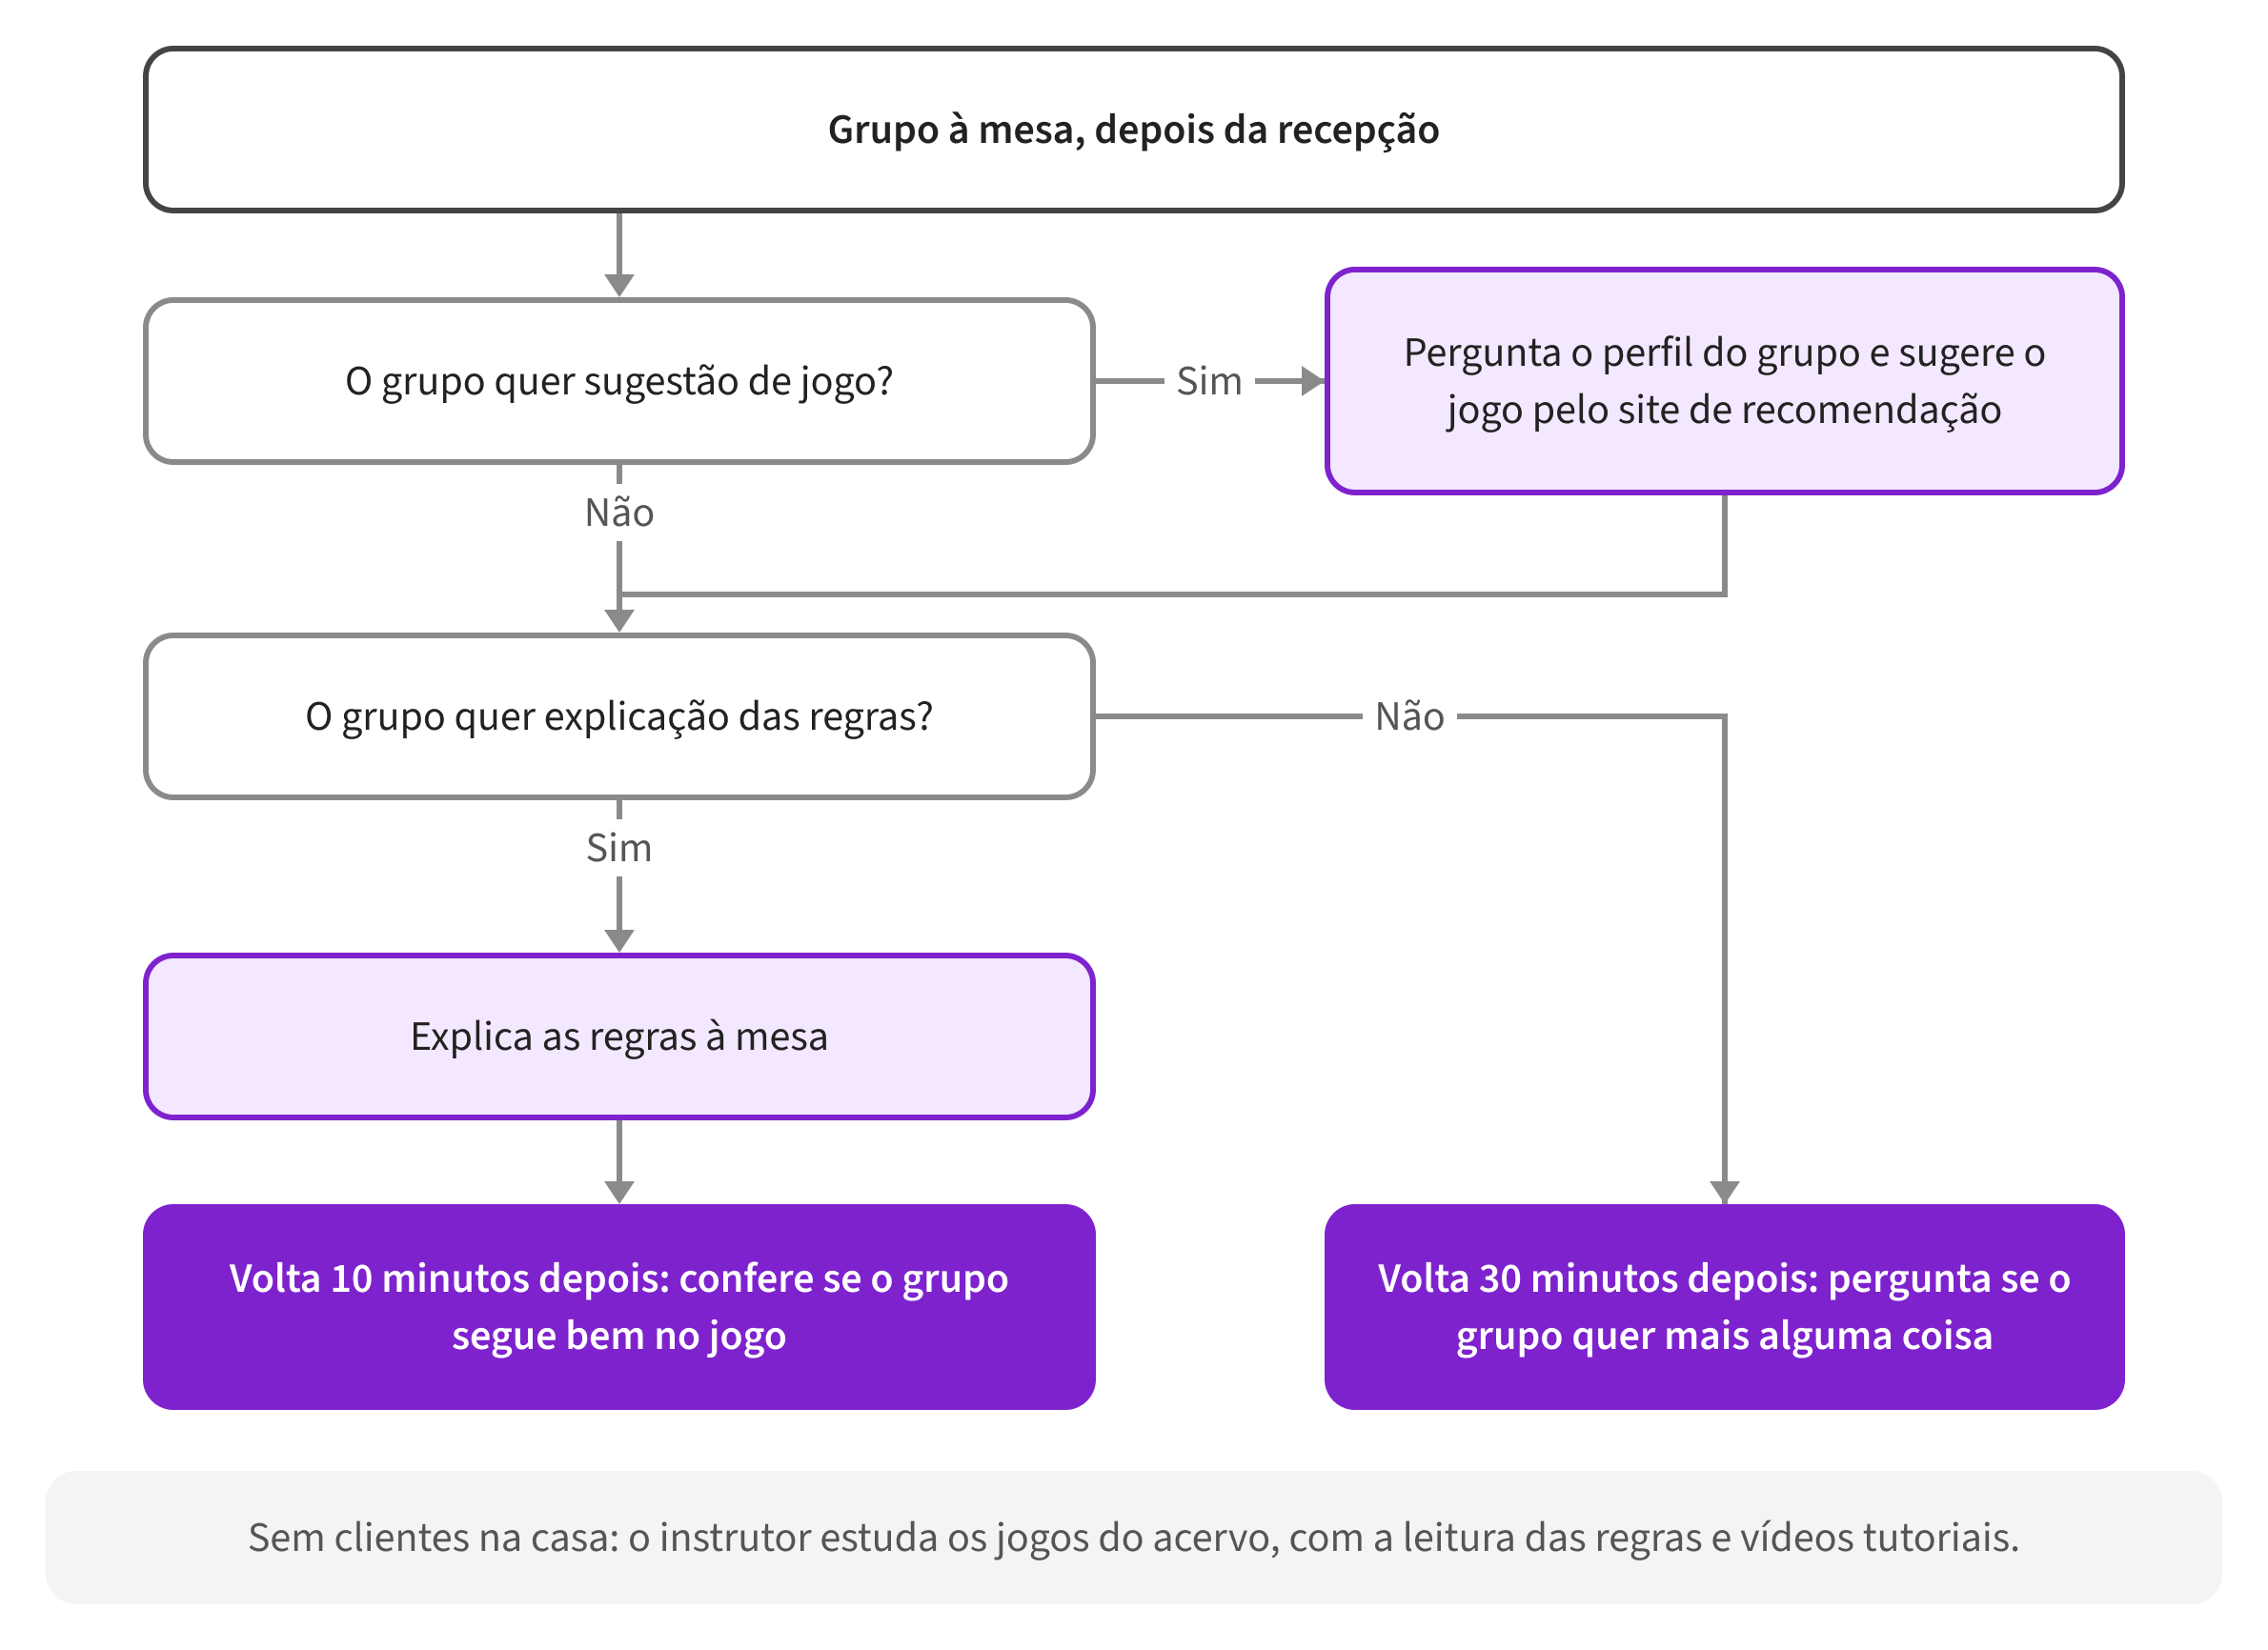 Grupo à mesa, depois da recepção
O grupo quer sugestão de jogo?
Sim
Pergunta o perfil do grupo e sugere o
jogo pelo site de recomendação
Não
O grupo quer explicação das regras?
Não
Sim
Explica as regras à mesa
Volta 10 minutos depois: confere se o grupo
segue bem no jogo
Volta 30 minutos depois: pergunta se o
grupo quer mais alguma coisa
Sem clientes na casa: o instrutor estuda os jogos do acervo, com a leitura das regras e vídeos tutoriais.